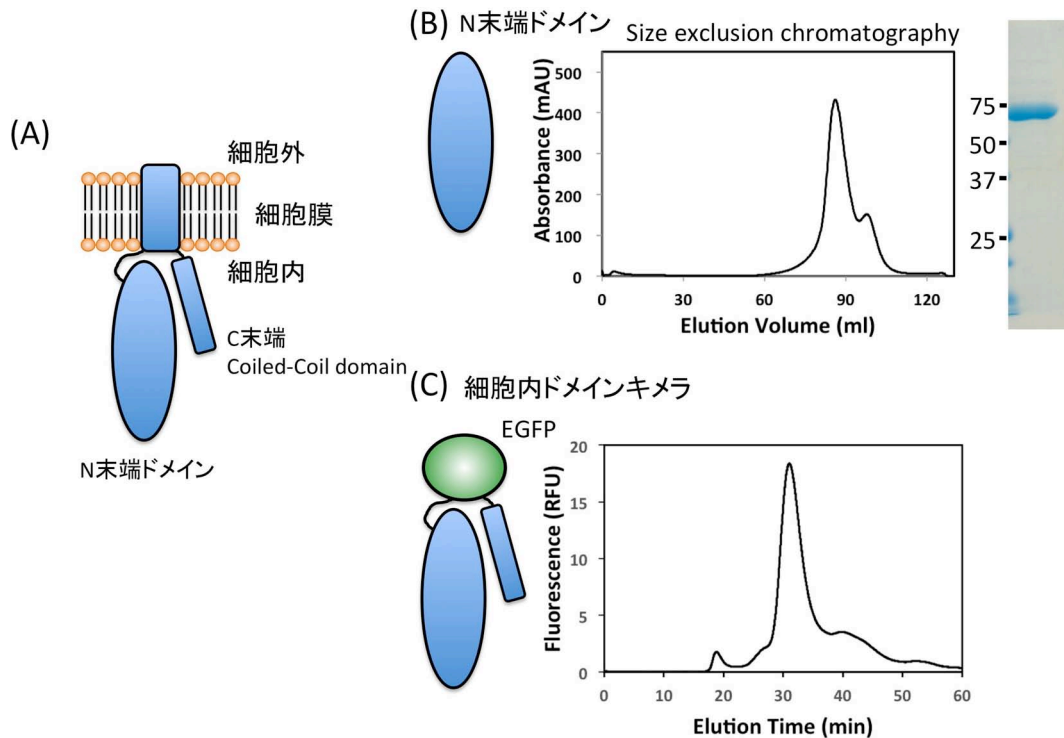 (A)
細胞外
細胞膜
細胞内
C末端
Coiled-Coil domain
N末端ドメイン
(B) N末端ドメイン
Size exclusion chromatography
Absorbance (mAU)
500
400
300
200
100
0
0 30 60 90 120
Elution Volume (ml)
75
50
37
25
(C) 細胞内ドメインキメラ
EGFP
Fluorescence (RFU)
20
15
10
5
0
0 10 20 30 40 50 60
Elution Time (min)